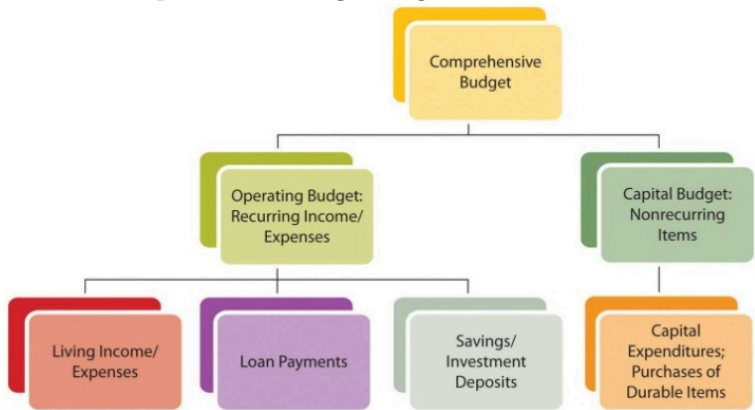 Comprehensive
Budget
Operating Budget:
Recurring Income/
Expenses
Capital Budget:
Nonrecurring
Items
Living Income/
Expenses
Loan Payments
Savings/
Investment
Deposits
Capital
Expenditures;
Purchases of
Durable Items